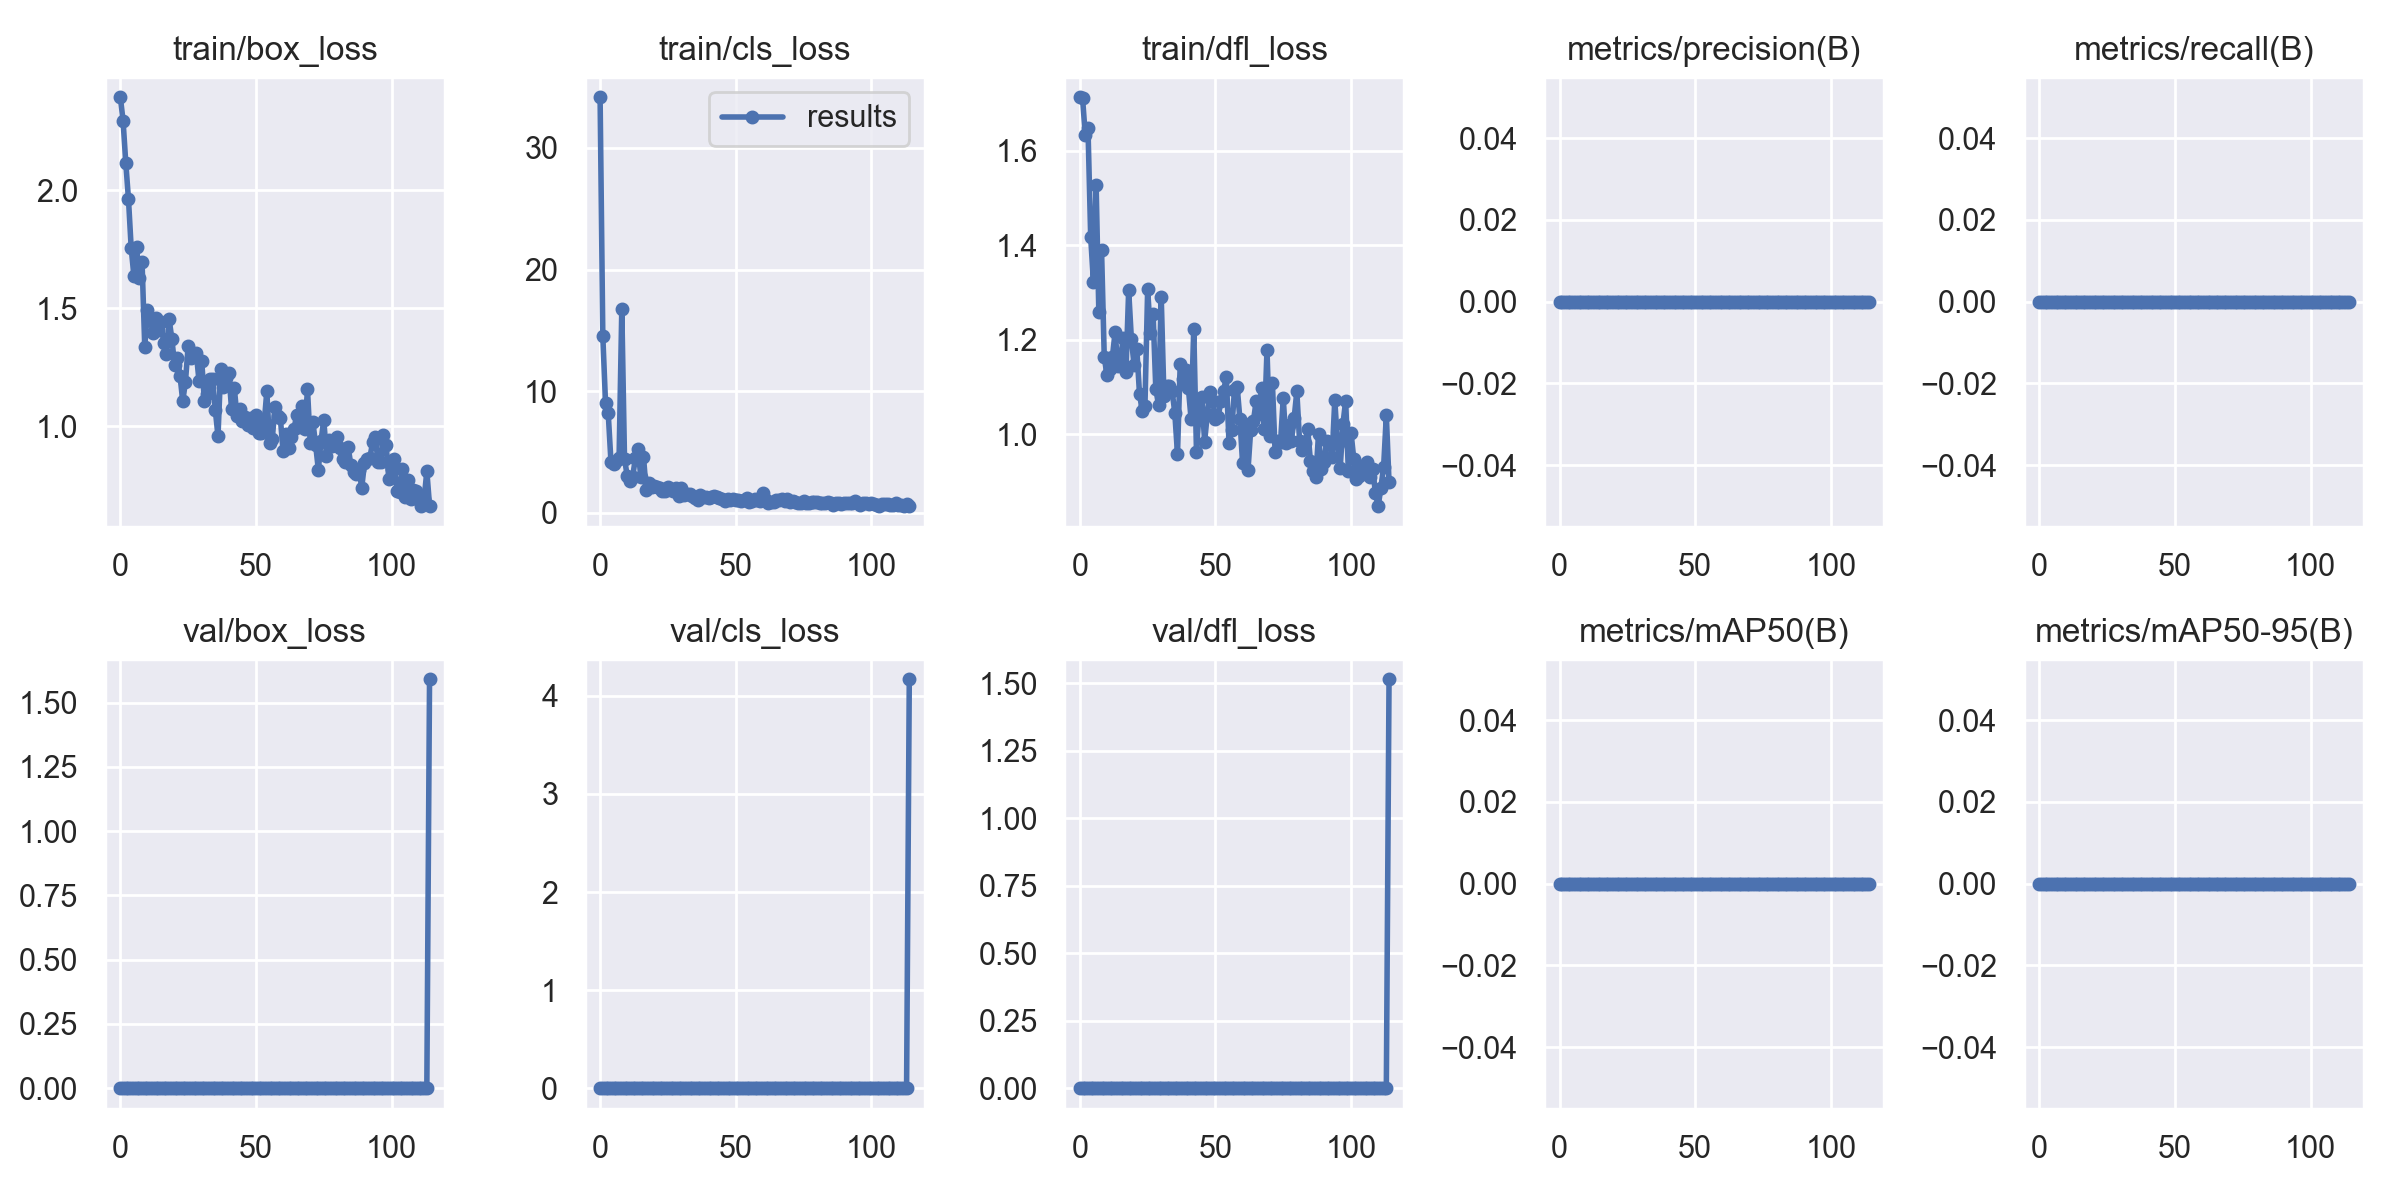 train/box_loss
train/cls_loss
train/dfl_loss
metrics/precision(B)
metrics/recall(B)
results
2.0
1.5
1.0
0 50 100
30
20
10
0
0 50 100
1.6
1.4
1.2
1.0
0 50 100
0.04
0.02
0.00
−0.02
−0.04
0 50 100
0.04
0.02
0.00
−0.02
−0.04
0 50 100
val/box_loss
val/cls_loss
val/dfl_loss
metrics/mAP50(B)
metrics/mAP50-95(B)
1.50
1.25
1.00
0.75
0.50
0.25
0.00
0 50 100
4
3
2
1
0
0 50 100
1.50
1.25
1.00
0.75
0.50
0.25
0.00
0 50 100
0.04
0.02
0.00
−0.02
−0.04
0 50 100
0.04
0.02
0.00
−0.02
−0.04
0 50 100